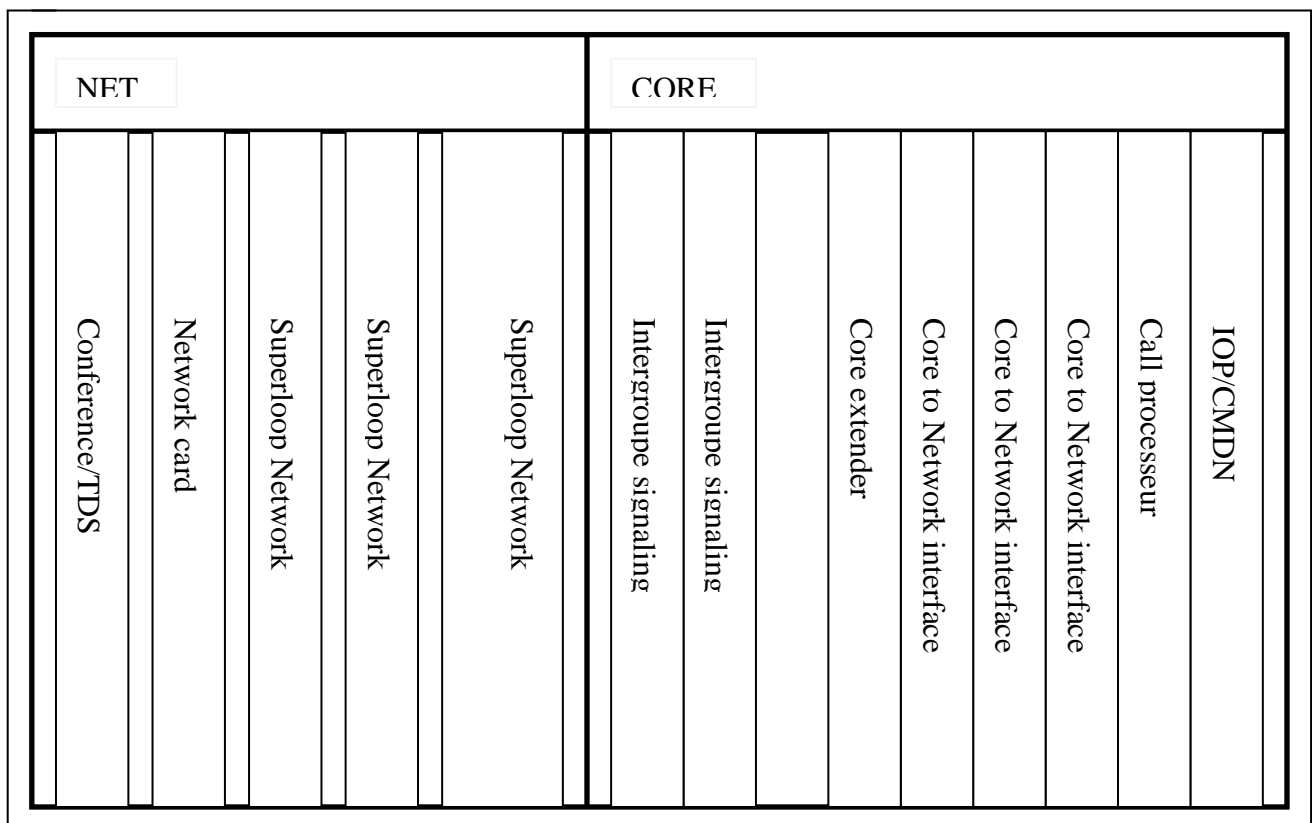 NET
CORE
Conference/TDS
Network card
Superloop Network
Superloop Network
Superloop Network
Intergroupe signaling
Intergroupe signaling
Core extender
Core to Network interface
Core to Network interface
Core to Network interface
Call processeur
IOP/CMDN